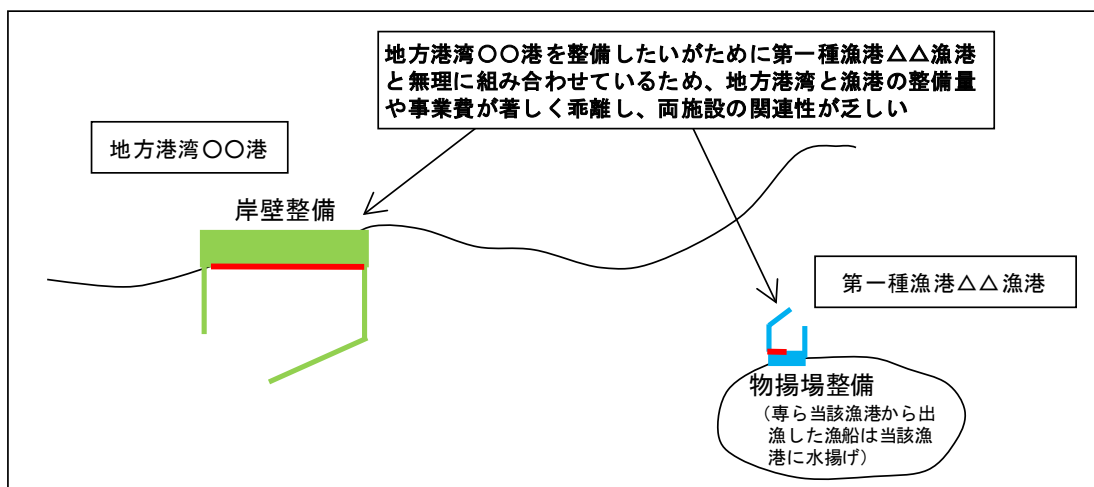 地方港湾〇〇港を整備したいがために第一種漁港△△漁港
と無理に組み合わせているため、地方港湾と漁港の整備量
や事業費が著しく乖離し、両施設の関連性が乏しい
地方港湾〇〇港
岸壁整備
第一種漁港△△漁港
物揚場整備
（専ら当該漁港から出
漁した漁船は当該漁
港に水揚げ）